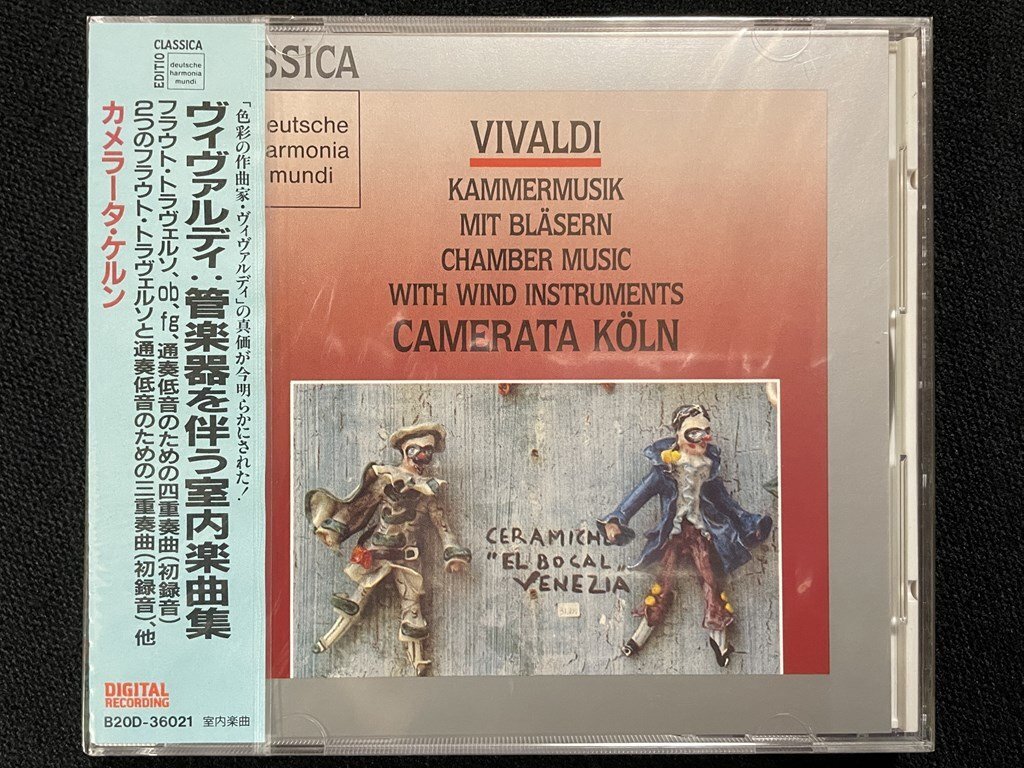 EDITIO
CLASSICA
deutsche
harmonia
mundi
「色彩の作曲家・ヴィヴァルディ」の真価が今明らかにされた!
ヴィヴァルディ:管楽器を伴う室内楽曲集
フラウト・トラヴェルソ、ob、fg、通奏低音のための四重奏曲(初録音)
2つのフラウト・トラヴェルソと通奏低音のための三重奏曲(初録音)、他
カメラータ・ケルン
DIGITAL
RECORDING
B20D-36021 室内楽曲
SSICA
eutsche
armonia
mundi
VIVALDI
KAMMERMUSIK
MIT BLÄSERN
CHAMBER MUSIC
WITH WIND INSTRUMENTS
CAMERATA KÖLN
CERAMICHE
"EL BOCAL„
VENEZIA